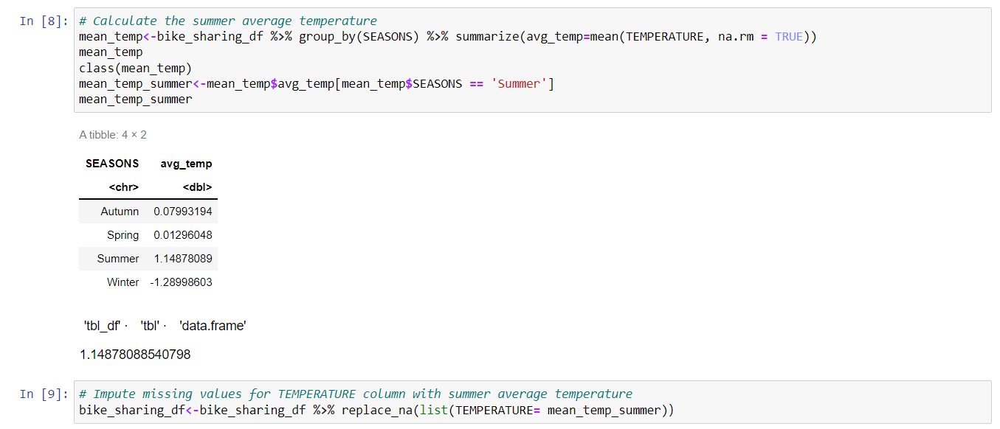 In [8]: # Calculate the summer average temperature
mean_temp<-bike_sharing_df %>% group_by(SEASONS) %>% summarize(avg_temp=mean(TEMPERATURE, na.rm = TRUE))
mean_temp
class(mean_temp)
mean_temp_summer<-mean_temp$avg_temp[mean_temp$SEASONS == 'Summer']
mean_temp_summer
A tibble: 4 × 2
SEASONS avg_temp
<chr> <dbl>
Autumn 0.07993194
Spring 0.01296048
Summer 1.14878089
Winter -1.28998603
'tbl_df' · 'tbl' · 'data.frame'
1.14878088540798
In [9]: # Impute missing values for TEMPERATURE column with summer average temperature
bike_sharing_df<-bike_sharing_df %>% replace_na(list(TEMPERATURE= mean_temp_summer))